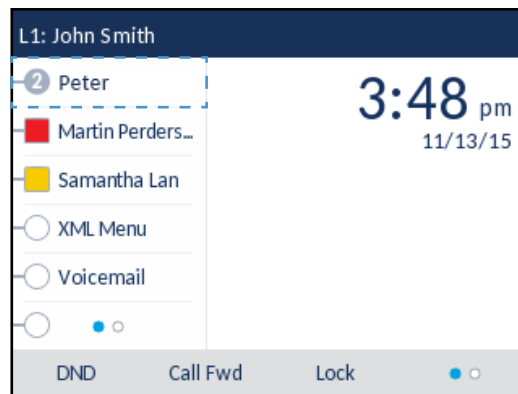 L1: John Smith
2 Peter
3:48 pm
11/13/15
Martin Perders...
Samantha Lan
XML Menu
Voicemail
DND Call Fwd Lock